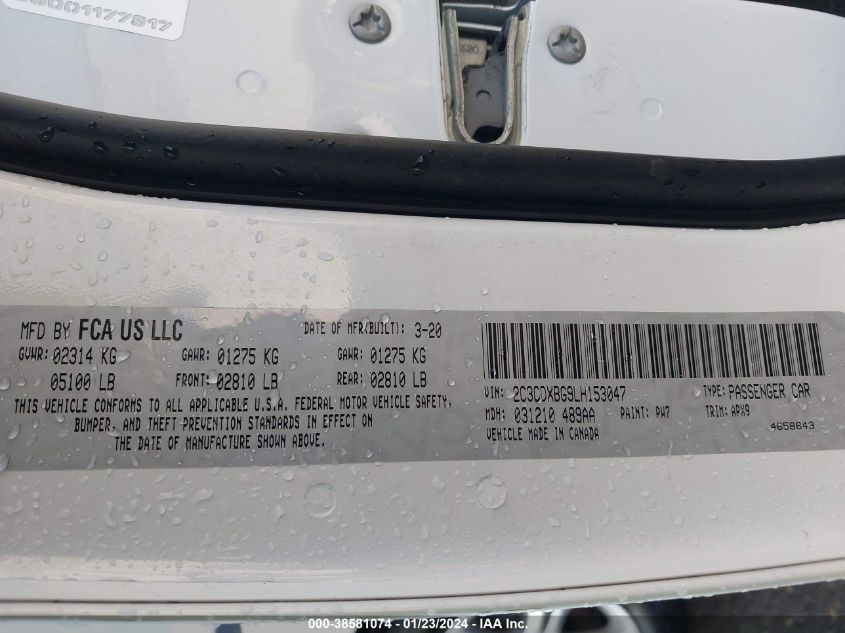 1177817
MFD BY FCA US LLC DATE OF MFR(BUILT): 3-20
GVWR: 02314 KG GAWR: 01275 KG GAWR: 01275 KG
05100 LB FRONT: 02810 LB REAR: 02810 LB
THIS VEHICLE CONFORMS TO ALL APPLICABLE U.S.A. FEDERAL MOTOR VEHICLE SAFETY,
BUMPER, AND THEFT PREVENTION STANDARDS IN EFFECT ON
THE DATE OF MANUFACTURE SHOWN ABOVE.
VIN: 2C3CDXBG9LH153047 TYPE: PASSENGER CAR
MDH: 031210 489AA PAINT: PW7 TRIM: APX9
VEHICLE MADE IN CANADA 4658843
000-38581074 - 01/23/2024 - IAA Inc.